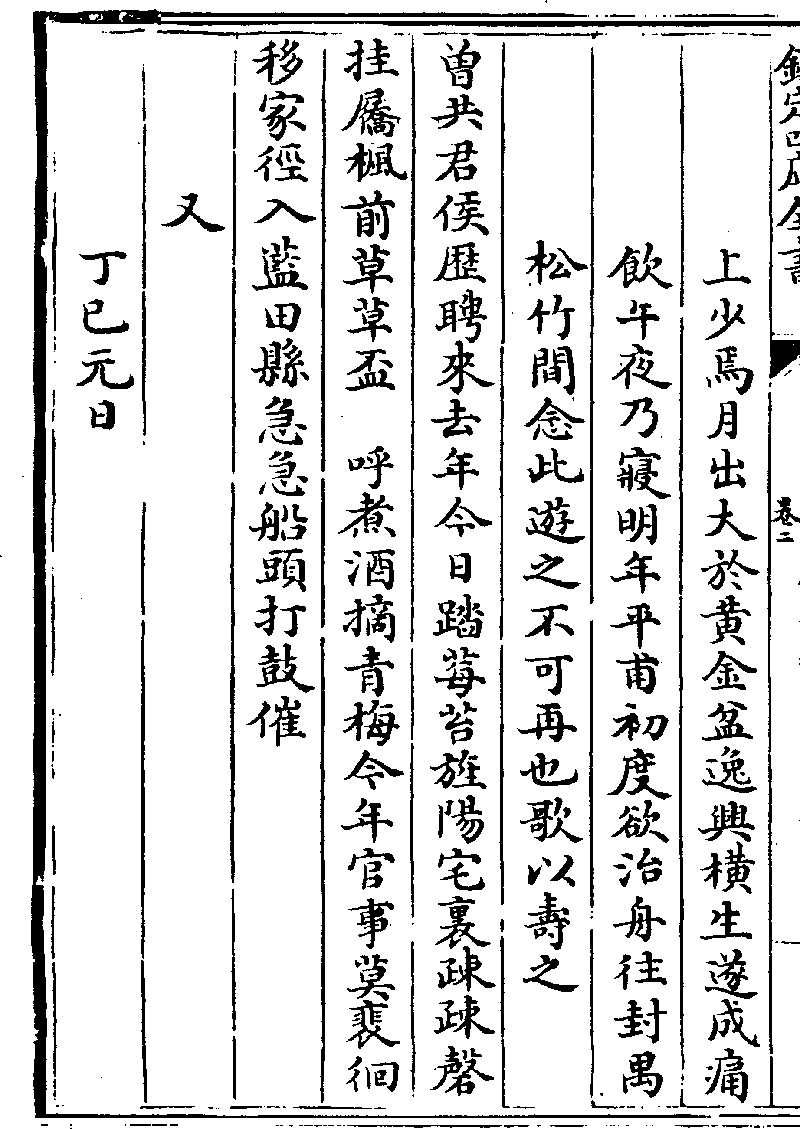 欽定四庫全書
卷二
上少焉月出大於黄金盆逸興横生遂成痛
飲午夜乃寢明年平甫初度欲治舟往封禺
松竹間念此遊之不可再也歌以壽之
曽共君侯歴聘來去年今日踏莓苔旌陽宅裏疎疎磬
挂屩楓前草草盃　呼煮酒摘青梅今年官事莫裵徊
移家徑入藍田縣急急船頭打鼓催
又
丁巳元日